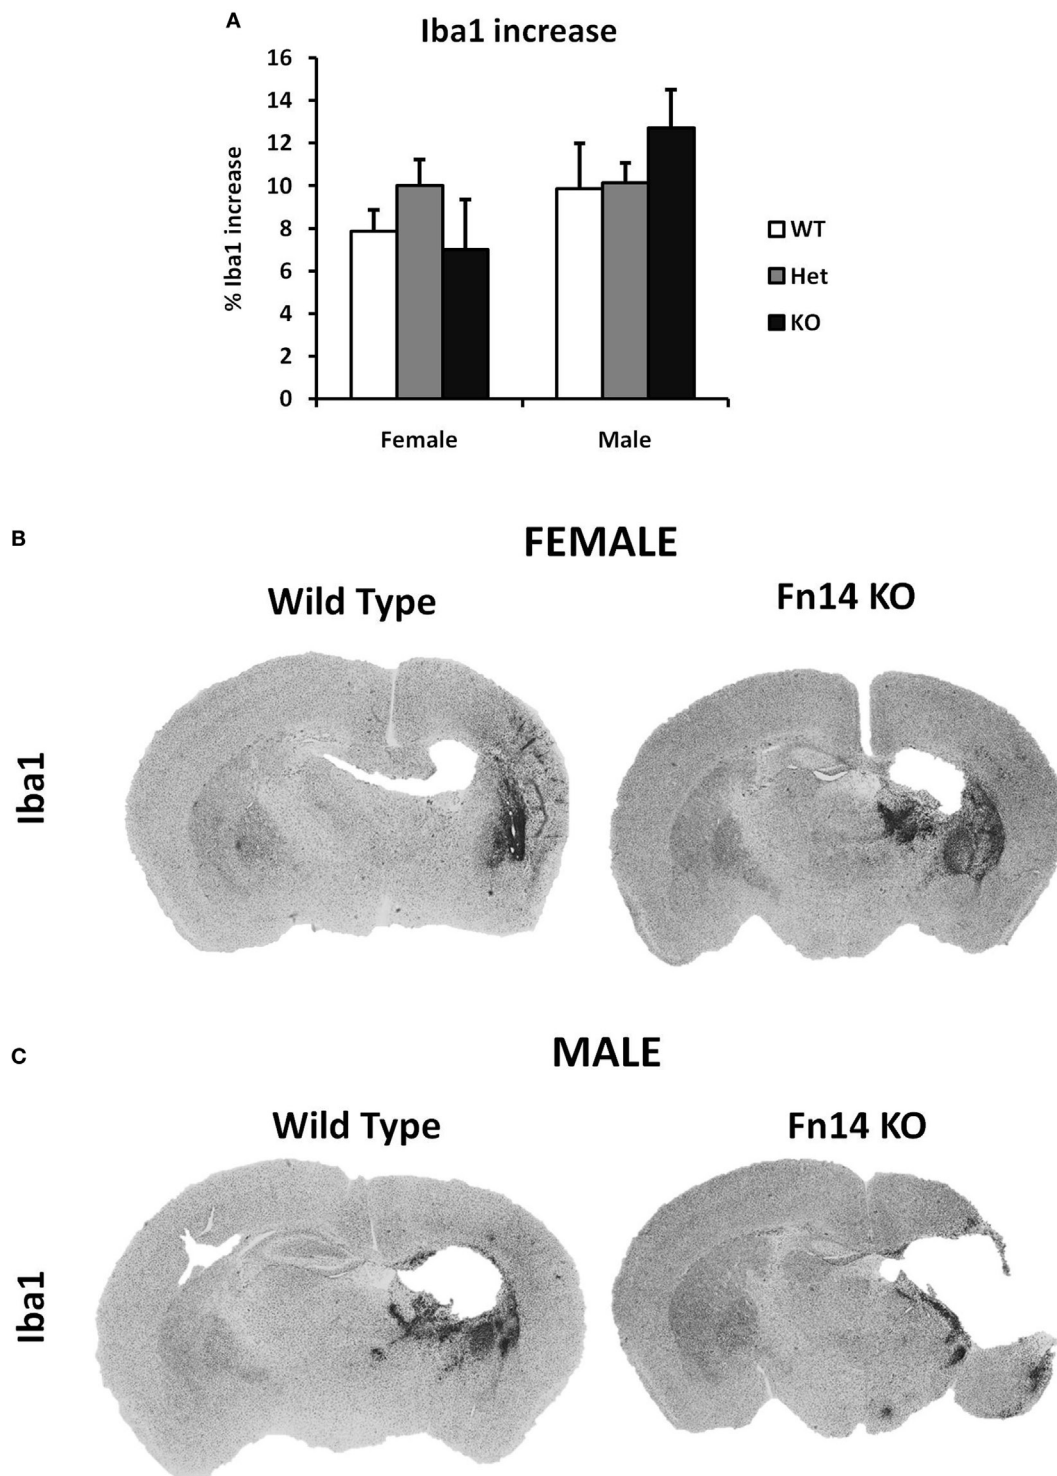 A
Iba1 increase
16
14
12
10
8
6
4
2
0
% Iba1 increase
Female
Male
WT
Het
KO
B
FEMALE
Wild Type
Fn14 KO
Iba1
C
MALE
Wild Type
Fn14 KO
Iba1